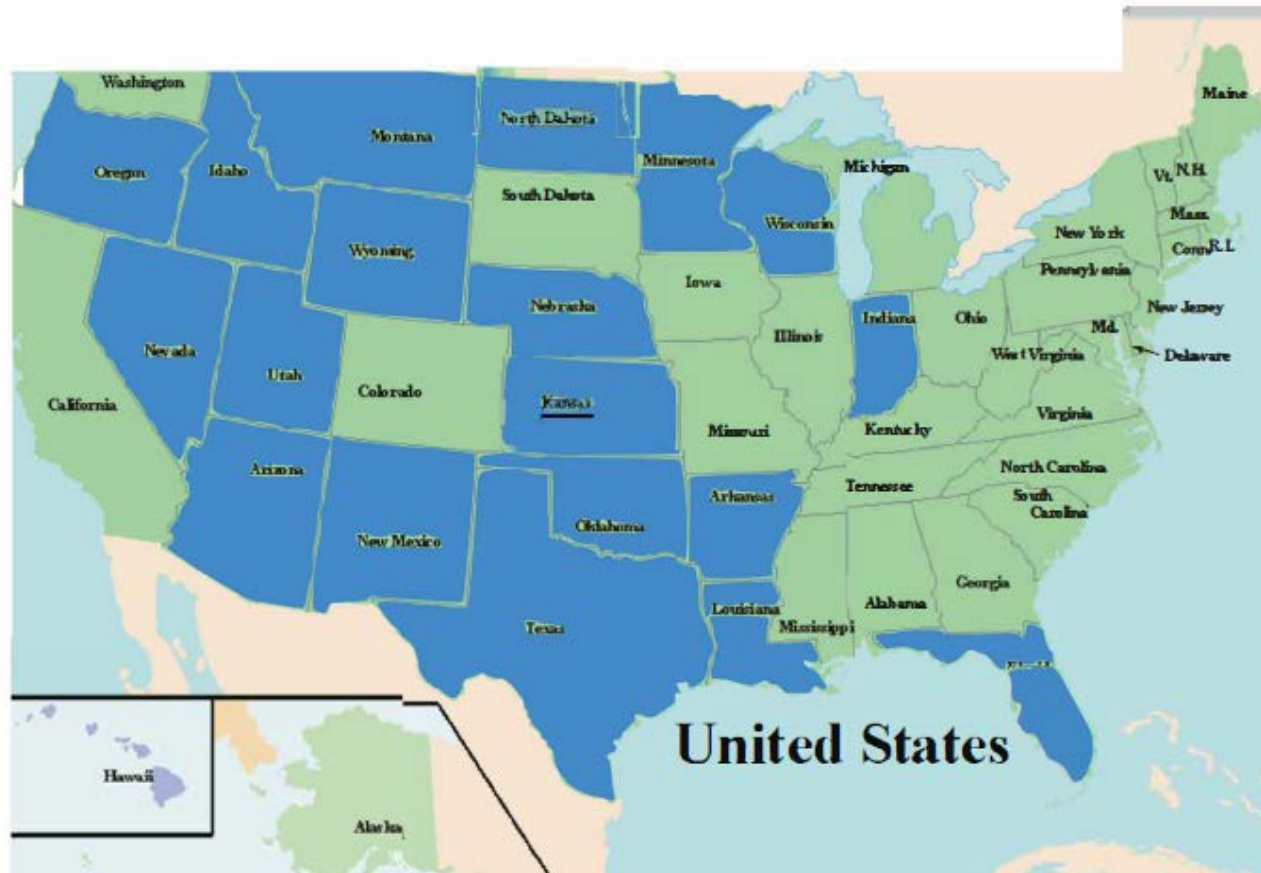 Washington
Maine
North Dakota
Montana
Minnesota
Michigan
Oregon
Idaho
Vt.
N.H.
South Dakota
Mass.
Wisconsin
New York
Wyoming
Conn.
R.I.
Pennsylvania
Iowa
Nebraska
New Jersey
Indiana
Ohio
Md.
Illinois
Nevada
West Virginia
Delaware
Utah
Colorado
California
Kansas
Virginia
Missouri
Kentucky
Arizona
North Carolina
Tennessee
Arkansas
South
Carolina
Oklahoma
New Mexico
Georgia
Alabama
Louisiana
Texas
Mississippi
United States
Hawaii
Alaska